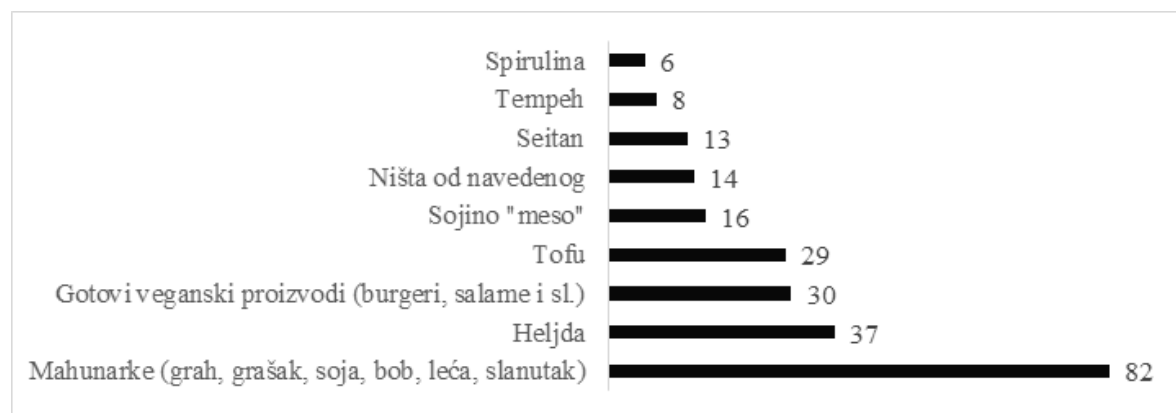 Spirulina 6
Tempeh 8
Seitan 13
Ništa od navedenog 14
Sojino "meso" 16
Tofu 29
Gotovi veganski proizvodi (burgeri, salame i sl.) 30
Heljda 37
Mahunarke (grah, grašak, soja, bob, leća, slanutak) 82